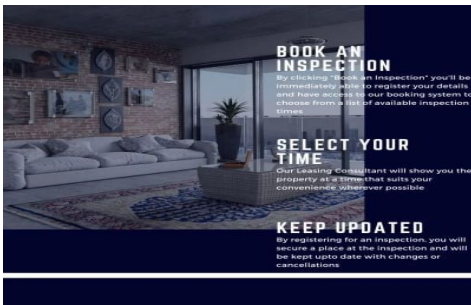 BOOK AN
INSPECTION
By clicking "Book an Inspection" you'll be
immediately able to register your details
and have access to our booking system to
choose from a list of available inspection
times
SELECT YOUR
TIME
Our Leasing Consultant will show you the
property at a time that suits your
convenience wherever possible
KEEP UPDATED
By registering for an inspection, you will
secure a place at the inspection and will
be kept upto date with changes or
cancellations